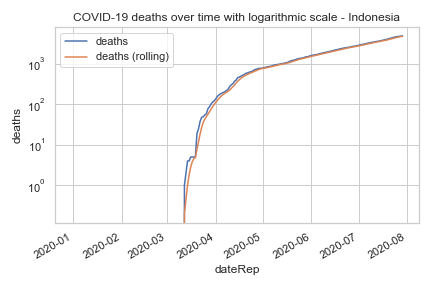 COVID-19 deaths over time with logarithmic scale - Indonesia
deaths
deaths (rolling)
10³
10²
10¹
10⁰
deaths
2020-01
2020-02
2020-03
2020-04
2020-05
2020-06
2020-07
2020-08
dateRep